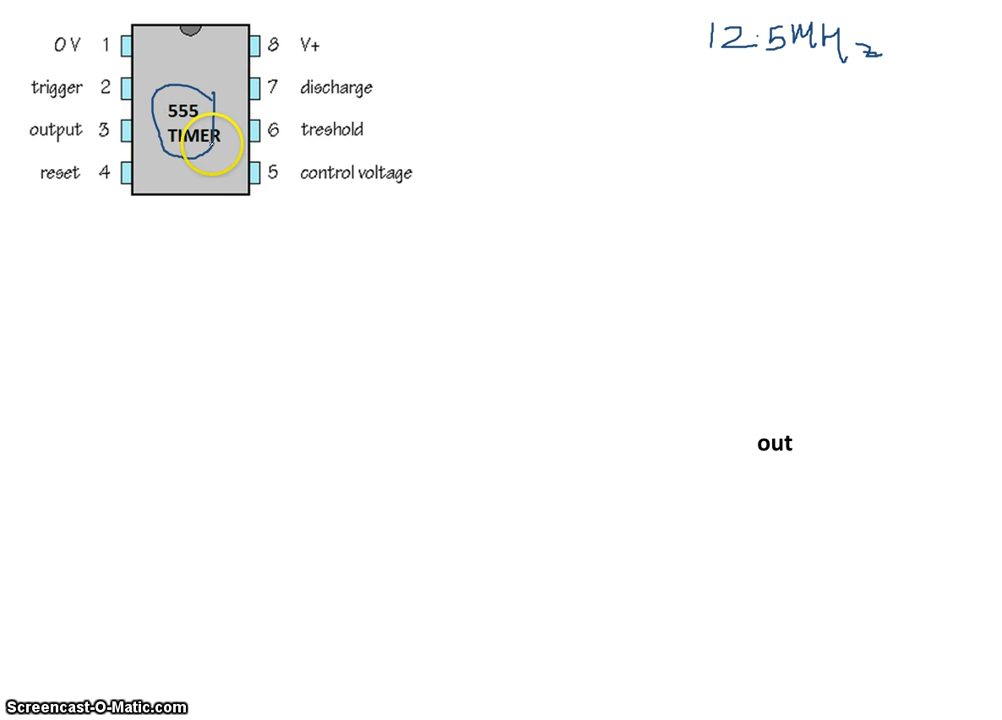 0 V 1 8 V+
trigger 2 7 discharge
output 3 6 treshold
reset 4 5 control voltage
555
TIMER
12.5MHz
out
Screencast-O-Matic.com